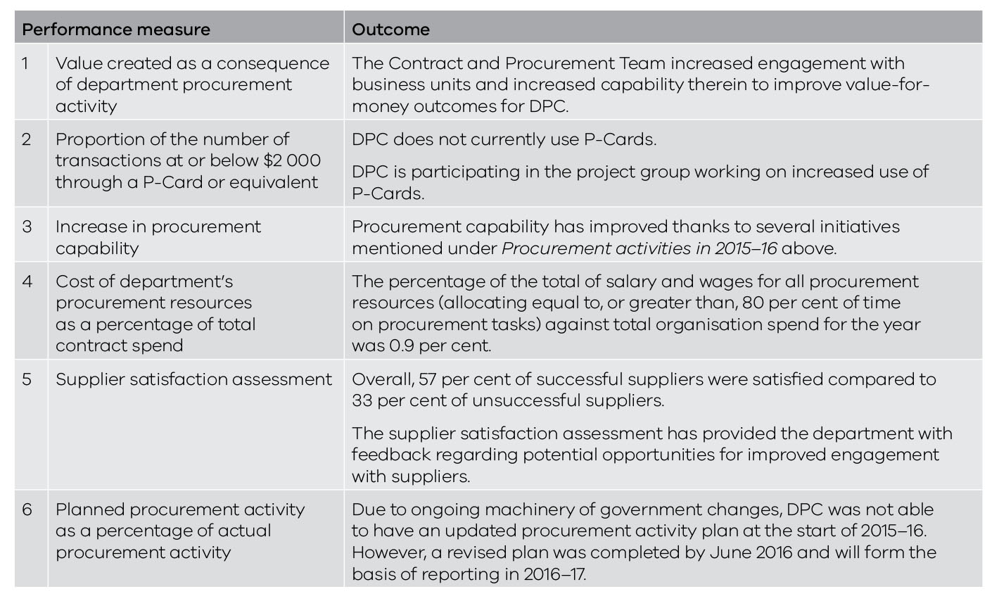 Performance measure
Outcome
1
Value created as a consequence
of department procurement
activity
The Contract and Procurement Team increased engagement with
business units and increased capability therein to improve value-for-
money outcomes for DPC.
2
Proportion of the number of
transactions at or below $2 000
through a P-Card or equivalent
DPC does not currently use P-Cards.
DPC is participating in the project group working on increased use of
P-Cards.
3
Increase in procurement
capability
Procurement capability has improved thanks to several initiatives
mentioned under Procurement activities in 2015–16 above.
4
Cost of department’s
procurement resources
as a percentage of total
contract spend
The percentage of the total of salary and wages for all procurement
resources (allocating equal to, or greater than, 80 per cent of time
on procurement tasks) against total organisation spend for the year
was 0.9 per cent.
5
Supplier satisfaction assessment
Overall, 57 per cent of successful suppliers were satisfied compared to
33 per cent of unsuccessful suppliers.
The supplier satisfaction assessment has provided the department with
feedback regarding potential opportunities for improved engagement
with suppliers.
6
Planned procurement activity
as a percentage of actual
procurement activity
Due to ongoing machinery of government changes, DPC was not able
to have an updated procurement activity plan at the start of 2015–16.
However, a revised plan was completed by June 2016 and will form the
basis of reporting in 2016–17.